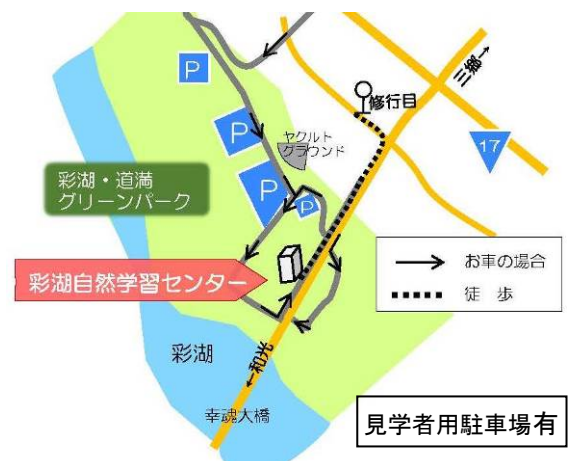 三郷→
P
修行目
ヤクルト
グラウンド
P
17
P
P
彩湖・道満
グリーンパーク
→ お車の場合
彩湖自然学習センター
徒 歩
彩湖
←和光
幸魂大橋
見学者用駐車場有